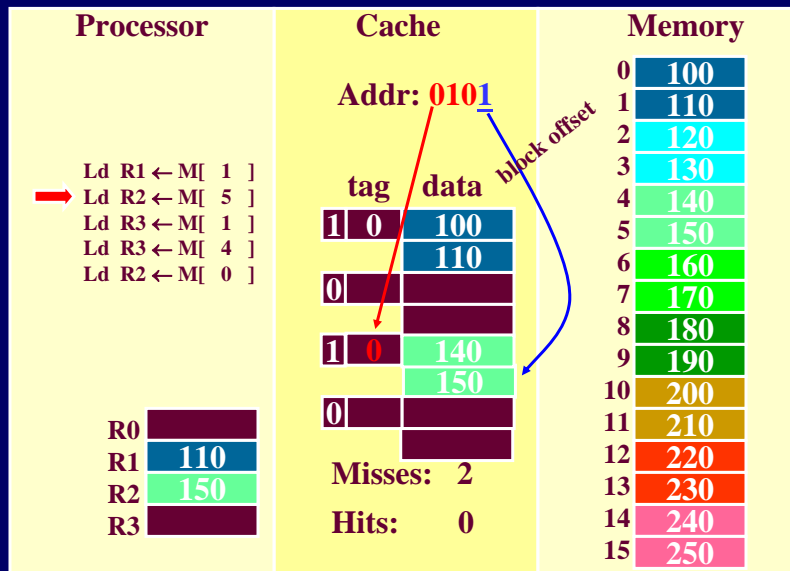 Processor
Cache
Memory
Addr: 0101
block offset
Ld R1 ← M[ 1 ]
Ld R2 ← M[ 5 ]
Ld R3 ← M[ 1 ]
Ld R3 ← M[ 4 ]
Ld R2 ← M[ 0 ]
tag data
1 0 100
110
0
1 0 140
150
0
R0
R1 110
R2 150
R3
Misses: 2
Hits: 0
0 100
1 110
2 120
3 130
4 140
5 150
6 160
7 170
8 180
9 190
10 200
11 210
12 220
13 230
14 240
15 250